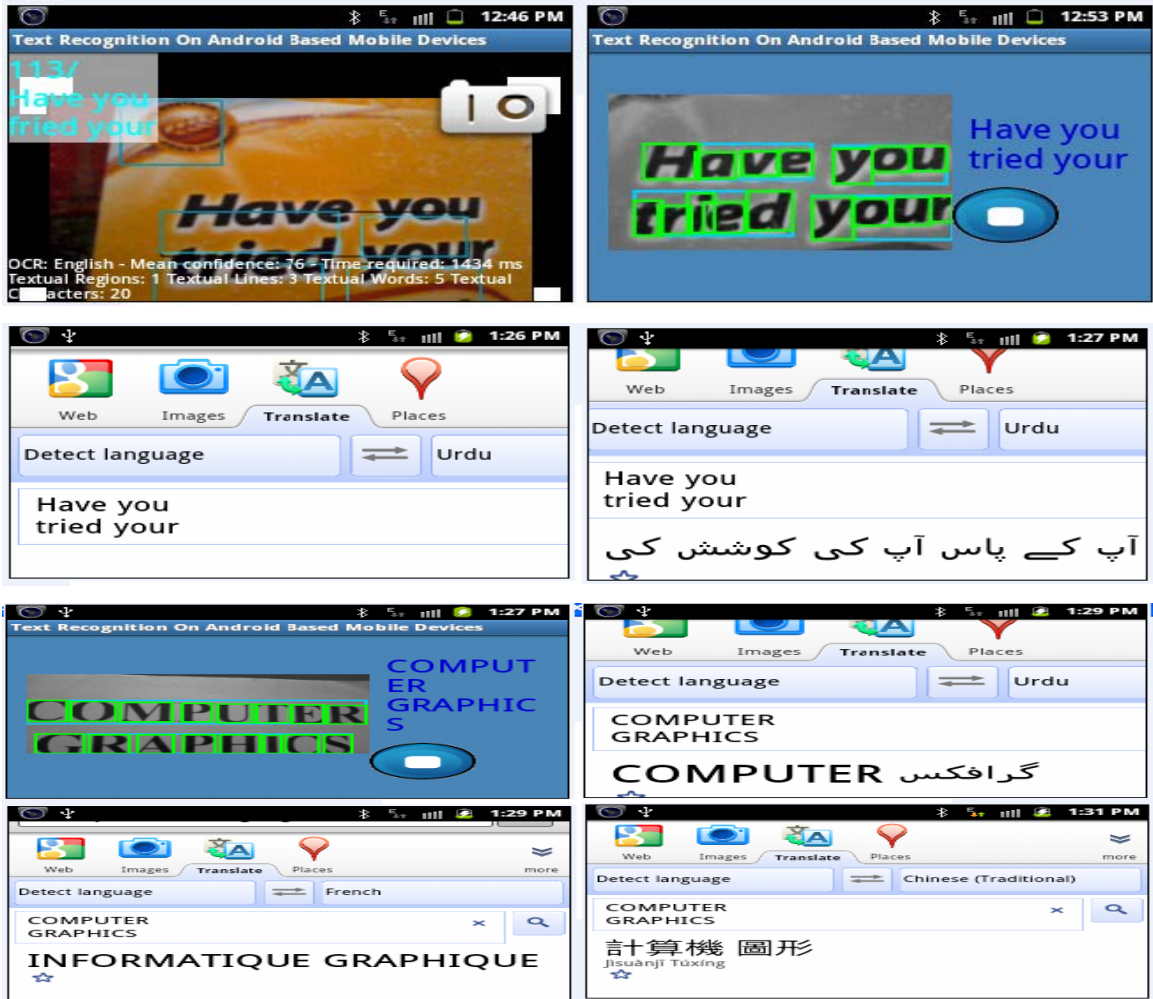 12:46 PM
Text Recognition On Android Based Mobile Devices
113/
Have you
fried your
Have you
tried your
OCR: English - Mean confidence: 76 - Time required: 1434 ms
Textual Regions: 1 Textual Lines: 3 Textual Words: 5 Textual
C acters: 20
12:53 PM
Text Recognition On Android Based Mobile Devices
Have you
tried your
Have you
tried your
1:26 PM
Web Images Translate Places
Detect language Urdu
Have you
tried your
1:27 PM
Web Images Translate Places
Detect language Urdu
Have you
tried your
آپ کے پاس آپ کی کوشش کی
1:27 PM
Text Recognition On Android Based Mobile Devices
COMPUTER
GRAPHICS
COMPUT
ER
GRAPHIC
S
1:29 PM
Web Images Translate Places
Detect language Urdu
COMPUTER
GRAPHICS
COMPUTER گرافکس
1:29 PM
Web Images Translate Places more
Detect language French
COMPUTER
GRAPHICS
INFORMATIQUE GRAPHIQUE
1:31 PM
Web Images Translate Places more
Detect language Chinese (Traditional)
COMPUTER
GRAPHICS
計算機 圖形
Jìsuànjī Túxíng